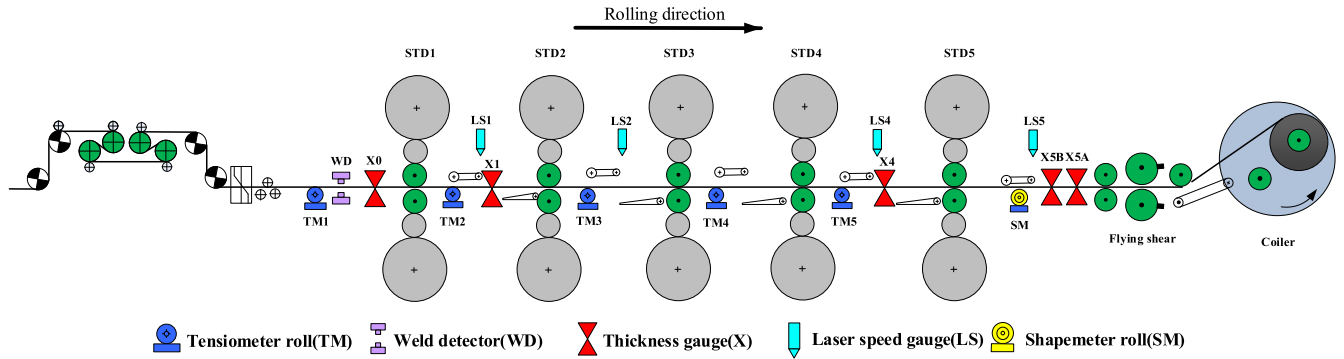 Rolling direction
STD1 STD2 STD3 STD4 STD5
LS1 LS2 LS4 LS5
WD X0 X1 X4 X5B X5A
TM1 TM2 TM3 TM4 TM5 SM
Flying shear
Coiler
Tensiometer roll(TM) Weld detector(WD) Thickness gauge(X) Laser speed gauge(LS) Shapemeter roll(SM)